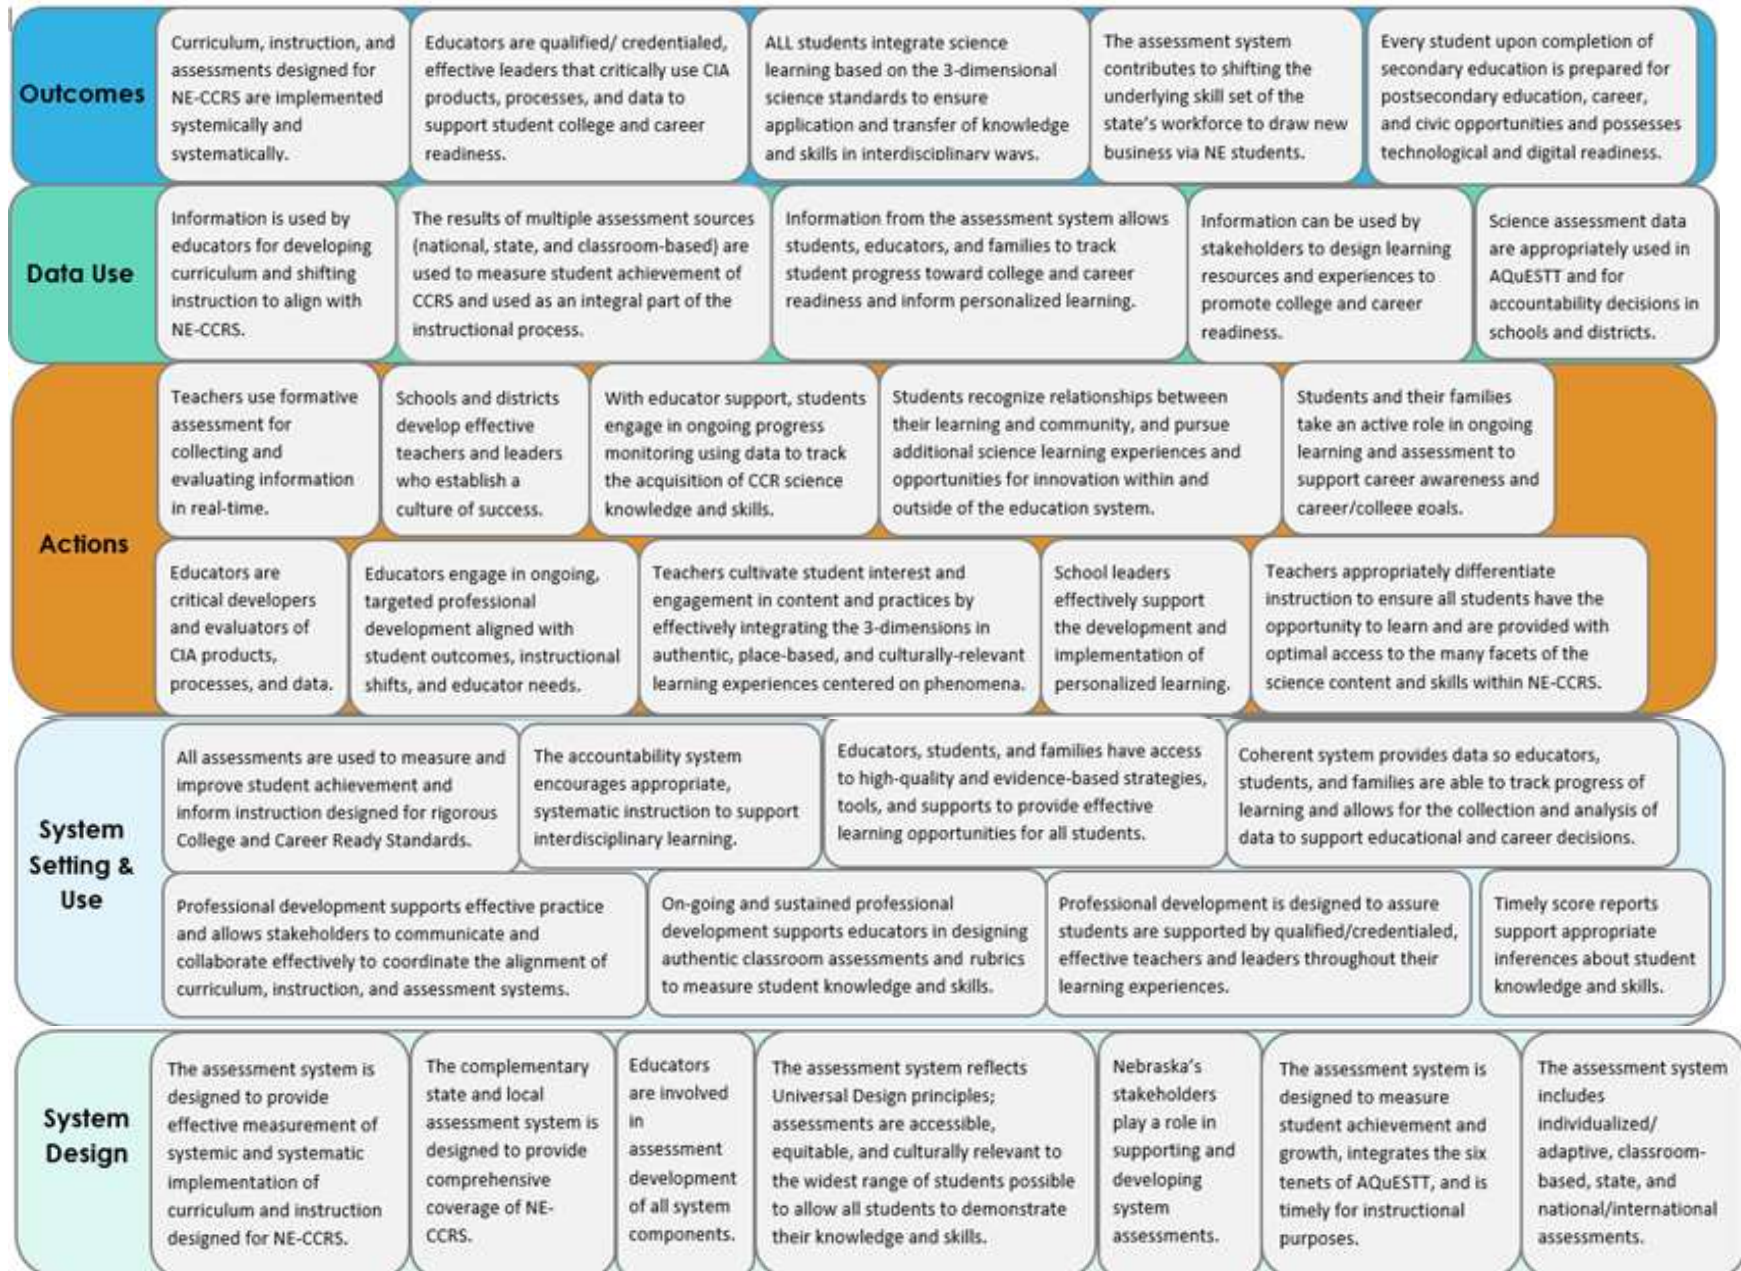 Outcomes
Curriculum, instruction, and
assessments designed for
NE-CCRS are implemented
systemically and
systematically.
Educators are qualified/ credentialed,
effective leaders that critically use CIA
products, processes, and data to
support student college and career
readiness.
ALL students integrate science
learning based on the 3-dimensional
science standards to ensure
application and transfer of knowledge
and skills in interdisciplinary ways.
The assessment system
contributes to shifting the
underlying skill set of the
state's workforce to draw new
business via NE students.
Every student upon completion of
secondary education is prepared for
postsecondary education, career,
and civic opportunities and possesses
technological and digital readiness.
Data Use
Information is used by
educators for developing
curriculum and shifting
instruction to align with
NE-CCRS.
The results of multiple assessment sources
(national, state, and classroom-based) are
used to measure student achievement of
CCRS and used as an integral part of the
instructional process.
Information from the assessment system allows
students, educators, and families to track
student progress toward college and career
readiness and inform personalized learning.
Information can be used by
stakeholders to design learning
resources and experiences to
promote college and career
readiness.
Science assessment data
are appropriately used in
AQuESTT and for
accountability decisions in
schools and districts.
Actions
Teachers use formative
assessment for
collecting and
evaluating information
in real-time.
Schools and districts
develop effective
teachers and leaders
who establish a
culture of success.
With educator support, students
engage in ongoing progress
monitoring using data to track
the acquisition of CCR science
knowledge and skills.
Students recognize relationships between
their learning and community, and pursue
additional science learning experiences and
opportunities for innovation within and
outside of the education system.
Students and their families
take an active role in ongoing
learning and assessment to
support career awareness and
career/college goals.
Educators are
critical developers
and evaluators of
CIA products,
processes, and data.
Educators engage in ongoing,
targeted professional
development aligned with
student outcomes, instructional
shifts, and educator needs.
Teachers cultivate student interest and
engagement in content and practices by
effectively integrating the 3-dimensions in
authentic, place-based, and culturally-relevant
learning experiences centered on phenomena.
School leaders
effectively support
the development and
implementation of
personalized learning.
Teachers appropriately differentiate
instruction to ensure all students have the
opportunity to learn and are provided with
optimal access to the many facets of the
science content and skills within NE-CCRS.
System
Setting &
Use
All assessments are used to measure and
improve student achievement and
inform instruction designed for rigorous
College and Career Ready Standards.
The accountability system
encourages appropriate,
systematic instruction to support
interdisciplinary learning.
Educators, students, and families have access
to high-quality and evidence-based strategies,
tools, and supports to provide effective
learning opportunities for all students.
Coherent system provides data so educators,
students, and families are able to track progress of
learning and allows for the collection and analysis of
data to support educational and career decisions.
Professional development supports effective practice
and allows stakeholders to communicate and
collaborate effectively to coordinate the alignment of
curriculum, instruction, and assessment systems.
On-going and sustained professional
development supports educators in designing
authentic classroom assessments and rubrics
to measure student knowledge and skills.
Professional development is designed to assure
students are supported by qualified/credentialed,
effective teachers and leaders throughout their
learning experiences.
Timely score reports
support appropriate
inferences about student
knowledge and skills.
System
Design
The assessment system is
designed to provide
effective measurement of
systemic and systematic
implementation of
curriculum and instruction
designed for NE-CCRS.
The complementary
state and local
assessment system is
designed to provide
comprehensive
coverage of NE-
CCRS.
Educators
are involved
in
assessment
development
of all system
components.
The assessment system reflects
Universal Design principles;
assessments are accessible,
equitable, and culturally relevant to
the widest range of students possible
to allow all students to demonstrate
their knowledge and skills.
Nebraska's
stakeholders
play a role in
supporting and
developing
system
assessments.
The assessment system is
designed to measure
student achievement and
growth, integrates the six
tenets of AQuESTT, and is
timely for instructional
purposes.
The assessment system
includes
individualized/
adaptive, classroom-
based, state, and
national/international
assessments.